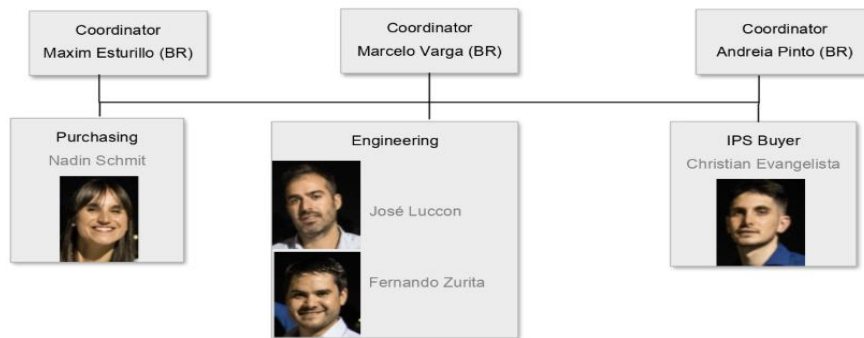 Coordinator
Maxim Esturillo (BR)
Coordinator
Marcelo Varga (BR)
Coordinator
Andreia Pinto (BR)
Purchasing
Nadin Schmit
Engineering
José Luccon
Fernando Zurita
IPS Buyer
Christian Evangelista